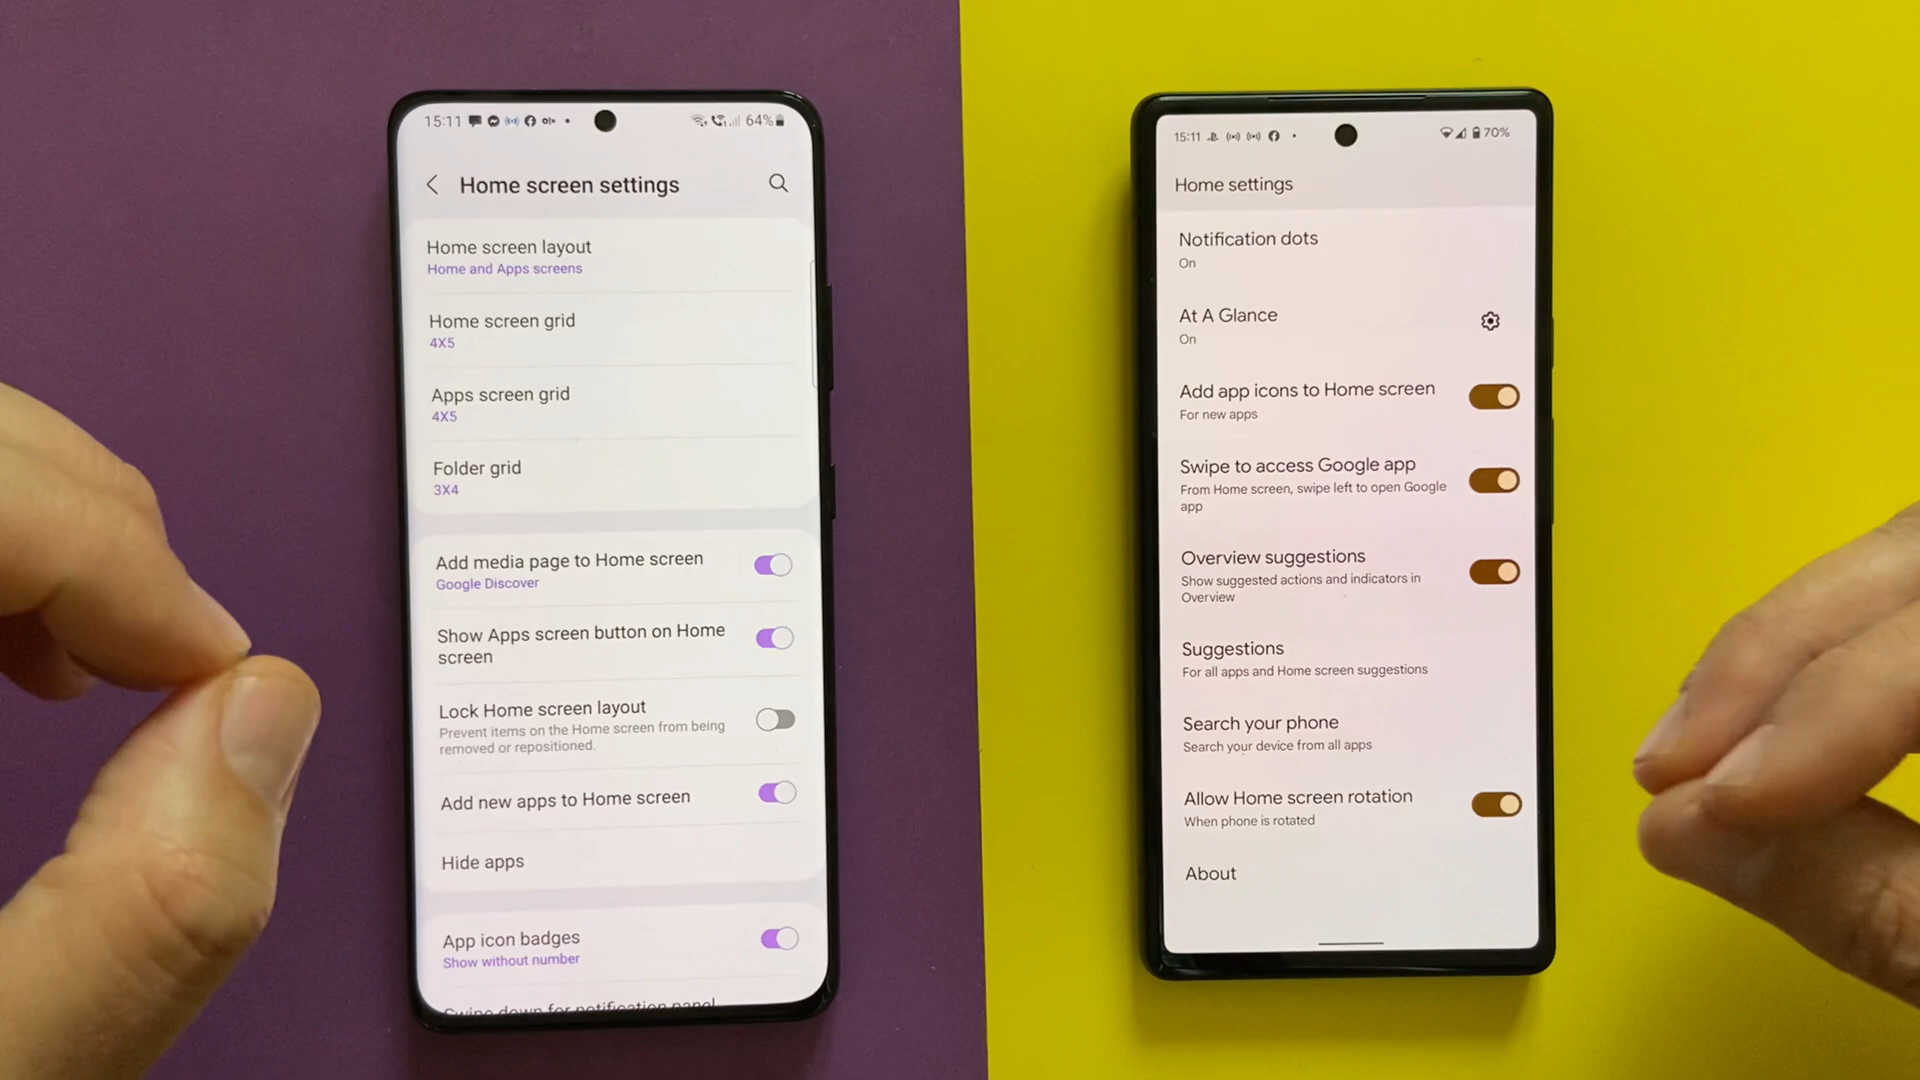 15:11
64%
Home screen settings
Home screen layout
Home and Apps screens
Home screen grid
4X5
Apps screen grid
4X5
Folder grid
3X4
Add media page to Home screen
Google Discover
Show Apps screen button on Home
screen
Lock Home screen layout
Prevent items on the Home screen from being
removed or repositioned.
Add new apps to Home screen
Hide apps
App icon badges
Show without number
Swipe down for notification panel
15:11
70%
Home settings
Notification dots
On
At A Glance
On
Add app icons to Home screen
For new apps
Swipe to access Google app
From Home screen, swipe left to open Google
app
Overview suggestions
Show suggested actions and indicators in
Overview
Suggestions
For all apps and Home screen suggestions
Search your phone
Search your device from all apps
Allow Home screen rotation
When phone is rotated
About